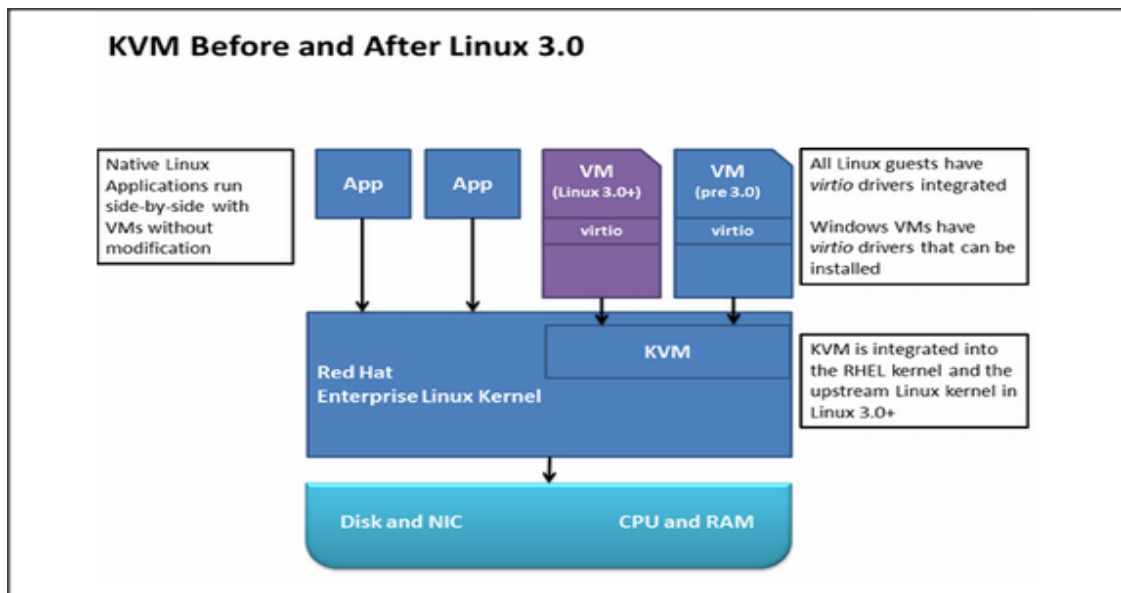 KVM Before and After Linux 3.0
Native Linux
Applications run
side-by-side with
VMs without
modification
App
App
VM
(Linux 3.0+)
virtio
VM
(pre 3.0)
virtio
All Linux guests have
virtio drivers integrated
Windows VMs have
virtio drivers that can be
installed
KVM
Red Hat
Enterprise Linux Kernel
KVM is integrated into
the RHEL kernel and the
upstream Linux kernel in
Linux 3.0+
Disk and NIC
CPU and RAM